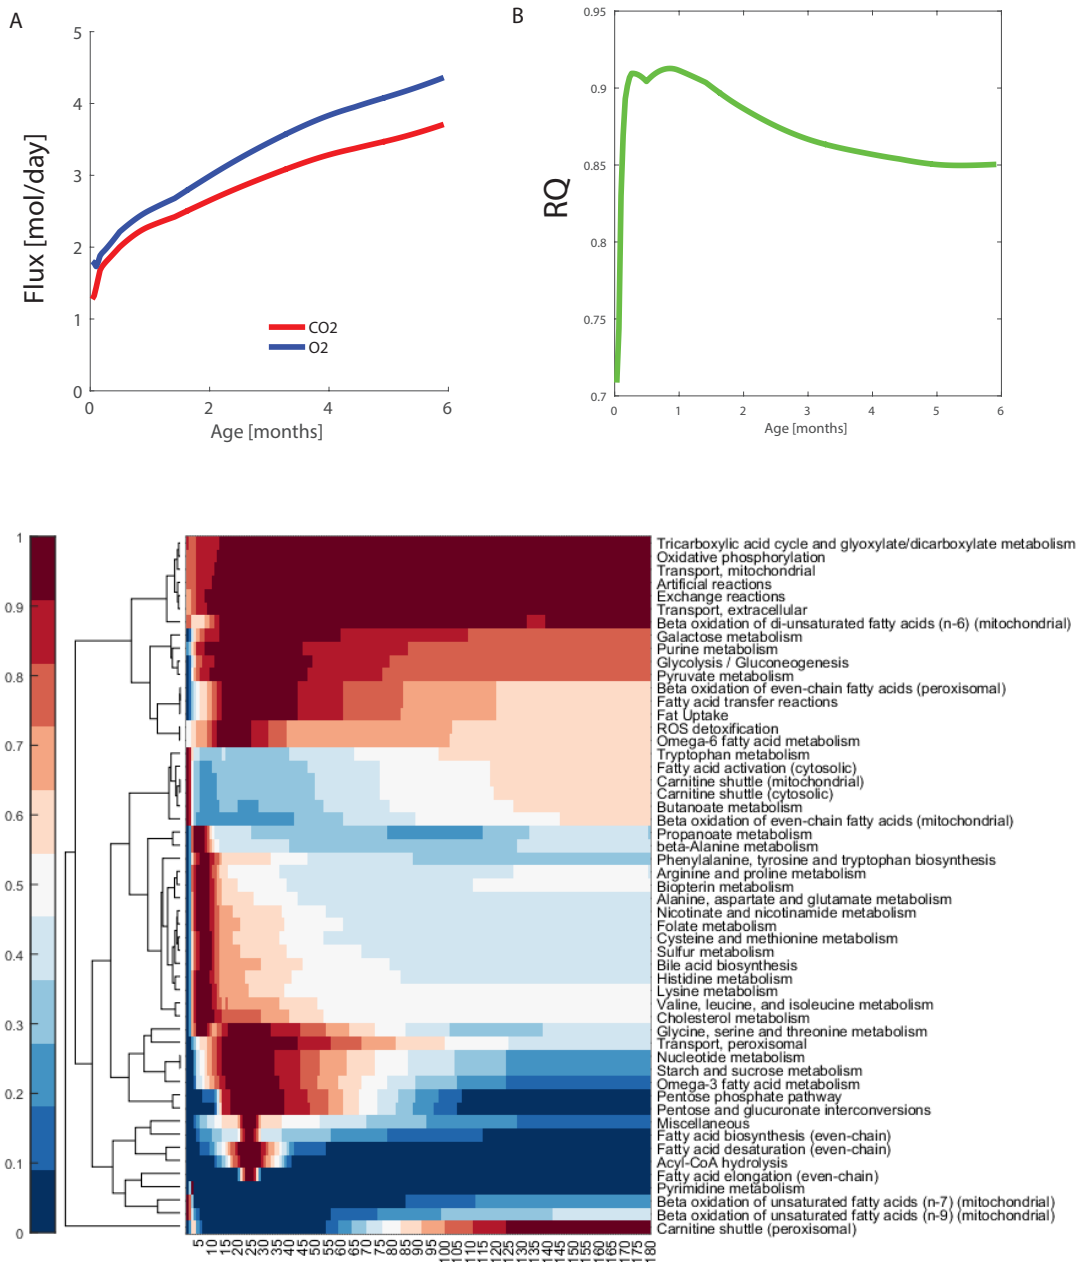 A
B
5
4
3
2
1
0
Flux [mol/day]
CO2
O2
0
2
4
6
Age [months]
0.95
0.9
0.85
0.8
0.75
0.7
RQ
0
1
2
3
4
5
6
Age [months]
1
0.9
0.8
0.7
0.6
0.5
0.4
0.3
0.2
0.1
0
Tricarboxylic acid cycle and glyoxylate/dicarboxylate metabolism
Oxidative phosphorylation
Transport, mitochondrial
Artificial reactions
Exchange reactions
Transport, extracellular
Beta oxidation of di-unsaturated fatty acids (n-6) (mitochondrial)
Galactose metabolism
Purine metabolism
Glycolysis / Gluconeogenesis
Pyruvate metabolism
Beta oxidation of even-chain fatty acids (peroxisomal)
Fatty acid transfer reactions
Fat Uptake
ROS detoxification
Omega-6 fatty acid metabolism
Tryptophan metabolism
Fatty acid activation (cytosolic)
Carnitine shuttle (mitochondrial)
Carnitine shuttle (cytosolic)
Butanoate metabolism
Beta oxidation of even-chain fatty acids (mitochondrial)
Propanoate metabolism
beta-Alanine metabolism
Phenylalanine, tyrosine and tryptophan biosynthesis
Arginine and proline metabolism
Biopterin metabolism
Alanine, aspartate and glutamate metabolism
Nicotinate and nicotinamide metabolism
Folate metabolism
Cysteine and methionine metabolism
Sulfur metabolism
Bile acid biosynthesis
Histidine metabolism
Lysine metabolism
Valine, leucine, and isoleucine metabolism
Cholesterol metabolism
Glycine, serine and threonine metabolism
Transport, peroxisomal
Nucleotide metabolism
Starch and sucrose metabolism
Omega-3 fatty acid metabolism
Pentose phosphate pathway
Pentose and glucuronate interconversions
Miscellaneous
Fatty acid biosynthesis (even-chain)
Fatty acid desaturation (even-chain)
Acyl-CoA hydrolysis
Fatty acid elongation (even-chain)
Pyrimidine metabolism
Beta oxidation of unsaturated fatty acids (n-7) (mitochondrial)
Beta oxidation of unsaturated fatty acids (n-9) (mitochondrial)
Carnitine shuttle (peroxisomal)
5
10
15
20
25
30
35
40
45
50
55
60
65
70
75
80
85
90
95
100
105
110
115
120
125
130
135
140
145
150
155
160
165
170
175
180